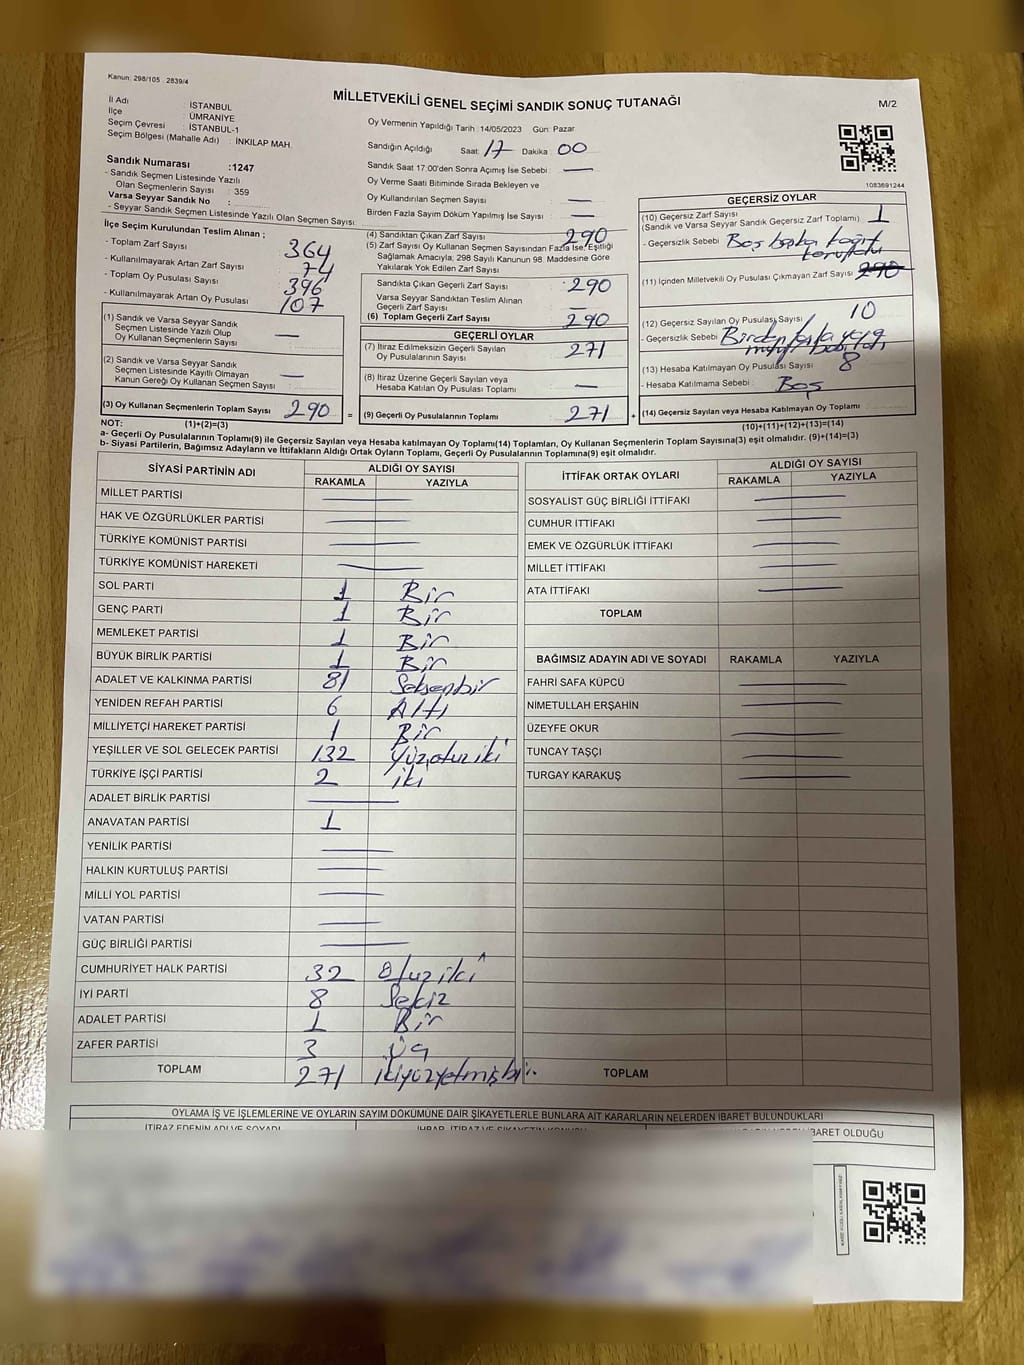 Kanun: 298/105 2839/4
MİLLETVEKİLİ GENEL SEÇİMİ SANDIK SONUÇ TUTANAĞI
M/2
İl Adı İSTANBUL
İlçe ÜMRANİYE
Seçim Çevresi : İSTANBUL-1
Seçim Bölgesi (Mahalle Adı) : İNKILAP MAH.
Sandık Numarası :1247
- Sandık Seçmen Listesinde Yazılı
Olan Seçmenlerin Sayısı : 359
Varsa Seyyar Sandık No :
- Seyyar Sandık Seçmen Listesinde Yazılı Olan Seçmen Sayısı
Oy Vermenin Yapıldığı Tarih :14/05/2023 Gün: Pazar
Sandığın Açıldığı Saat: 17 Dakika : 00
Sandık Saat 17:00'den Sonra Açımış İse Sebebi : —
Oy Verme Saati Bitiminde Sırada Bekleyen ve
Oy Kullandırılan Seçmen Sayısı : —
Birden Fazla Sayım Döküm Yapılmış İse Sayısı : —
1083691244
İlçe Seçim Kurulundan Teslim Alınan ;
- Toplam Zarf Sayısı 364
- Kullanılmayarak Artan Zarf Sayısı 74
- Toplam Oy Pusulası Sayısı 396
- Kullanılmayarak Artan Oy Pusulası 107
(1) Sandık ve Varsa Seyyar Sandık
Seçmen Listesinde Yazılı Olup
Oy Kullanan Seçmenlerin Sayısı : —
(2) Sandık ve Varsa Seyyar Sandık
Seçmen Listesinde Kayıtlı Olmayan
Kanun Gereği Oy Kullanan Seçmen Sayısı : —
(3) Oy Kullanan Seçmenlerin Toplam Sayısı 290 =
(4) Sandıktan Çıkan Zarf Sayısı 290
(5) Zarf Sayısı Oy Kullanan Seçmen Sayısından Fazla İse, Eşitliği
Sağlamak Amacıyla, 298 Sayılı Kanunun 98. Maddesine Göre
Yakılarak Yok Edilen Zarf Sayısı
Sandıkta Çıkan Geçerli Zarf Sayısı : 290
Varsa Seyyar Sandıktan Teslim Alınan
Geçerli Zarf Sayısı
(6) Toplam Geçerli Zarf Sayısı : 290
GEÇERLİ OYLAR
(7) İtiraz Edilmeksizin Geçerli Sayılan
Oy Pusulalarının Sayısı : 271
(8) İtiraz Üzerine Geçerli Sayılan veya
Hesaba Katılan Oy Pusulası Toplamı : —
(9) Geçerli Oy Pusulalarının Toplamı : 271 +
GEÇERSİZ OYLAR
(10) Geçersiz Zarf Sayısı
(Sandık ve Varsa Seyyar Sandık Geçersiz Zarf Toplamı) : 1
- Geçersizlik Sebebi : Boş başka kağıt
(11) İçinden Milletvekili Oy Pusulası Çıkmayan Zarf Sayısı 290
(12) Geçersiz Sayılan Oy Pusulası Sayısı 10
- Geçersizlik Sebebi : Birden fazla
(13) Hesaba Katılmayan Oy Pusulası Sayısı : 8
- Hesaba Katılmama Sebebi : Boş
(14) Geçersiz Sayılan veya Hesaba Katılmayan Oy Toplamı
NOT: (1)+(2)=(3) (10)+(11)+(12)+(13)=(14)
a- Geçerli Oy Pusulalarının Toplamı(9) ile Geçersiz Sayılan veya Hesaba katılmayan Oy Toplamı(14) Toplamları, Oy Kullanan Seçmenlerin Toplam Sayısına(3) eşit olmalıdır. (9)+(14)=(3)
b- Siyasi Partilerin, Bağımsız Adayların ve İttifakların Aldığı Ortak Oyların Toplamı, Geçerli Oy Pusulalarının Toplamına(9) eşit olmalıdır.
SİYASİ PARTİNİN ADI ALDIĞI OY SAYISI
RAKAMLA YAZIYLA
MİLLET PARTİSİ —
HAK VE ÖZGÜRLÜKLER PARTİSİ —
TÜRKİYE KOMÜNİST PARTİSİ —
TÜRKİYE KOMÜNİST HAREKETİ —
SOL PARTİ 1 Bir
GENÇ PARTİ 1 Bir
MEMLEKET PARTİSİ 1 Bir
BÜYÜK BİRLİK PARTİSİ 1 Bir
ADALET VE KALKINMA PARTİSİ 81 Seksenbir
YENİDEN REFAH PARTİSİ 6 Altı
MİLLİYETÇİ HAREKET PARTİSİ 1 Bir
YEŞİLLER VE SOL GELECEK PARTİSİ 132 Yüzotuziki
TÜRKİYE İŞÇİ PARTİSİ 2 iki
ADALET BİRLİK PARTİSİ —
ANAVATAN PARTİSİ 1
YENİLİK PARTİSİ —
HALKIN KURTULUŞ PARTİSİ —
MİLLİ YOL PARTİSİ —
VATAN PARTİSİ —
GÜÇ BİRLİĞİ PARTİSİ —
CUMHURİYET HALK PARTİSİ 32 Otuziki
İYİ PARTİ 8 Sekiz
ADALET PARTİSİ 1 Bir
ZAFER PARTİSİ 3 üç
TOPLAM 271 ikiyüzyetmişbir.
İTTİFAK ORTAK OYLARI ALDIĞI OY SAYISI
RAKAMLA YAZIYLA
SOSYALİST GÜÇ BİRLİĞİ İTTİFAKI —
CUMHUR İTTİFAKI —
EMEK VE ÖZGÜRLÜK İTTİFAKI —
MİLLET İTTİFAKI —
ATA İTTİFAKI —
TOPLAM
BAĞIMSIZ ADAYIN ADI VE SOYADI RAKAMLA YAZIYLA
FAHRİ SAFA KÜPCÜ —
NİMETULLAH ERŞAHİN —
ÜZEYFE OKUR —
TUNCAY TAŞÇI —
TURGAY KARAKUŞ —
TOPLAM
OYLAMA İŞ VE İŞLEMLERİNE VE OYLARIN SAYIM DÖKÜMÜNE DAİR ŞİKAYETLERLE BUNLARA AİT KARARLARIN NELERDEN İBARET BULUNDUKLARI
İTİRAZ EDENİN ADI VE SOYADI İHBAR, İTİRAZ VE ŞİKAYETİN KONUSU İBARET OLDUĞU